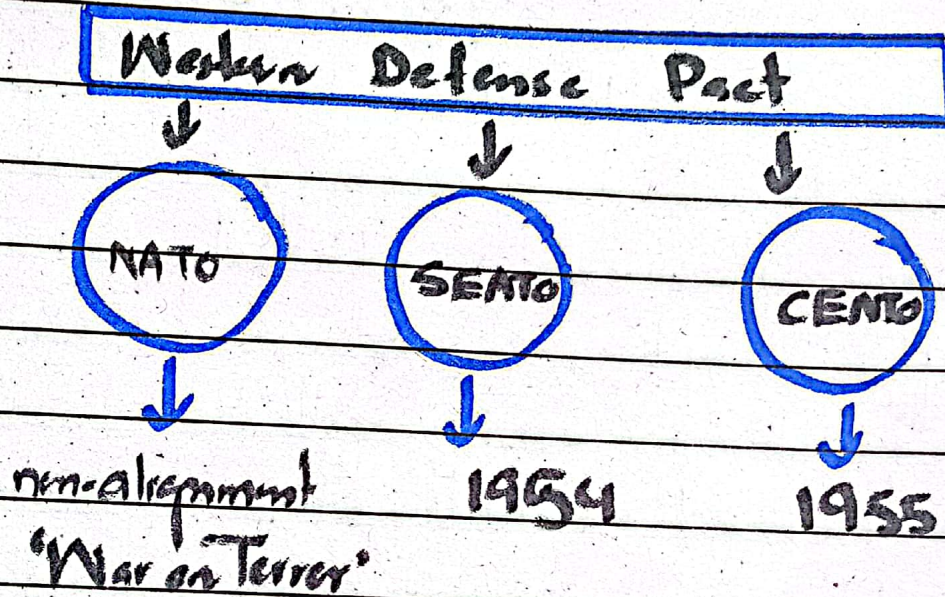 Western Defense Pact
NATO SEATO CENTO
non-alignment 1954 1955
'War on Terror'